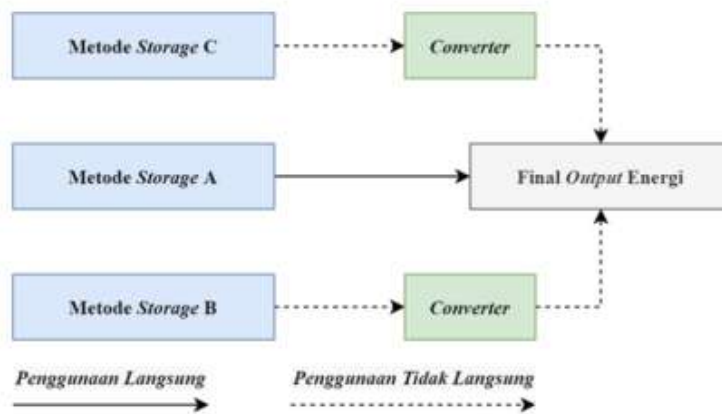 Metode Storage C
Converter
Metode Storage A
Final Output Energi
Metode Storage B
Converter
Penggunaan Langsung
Penggunaan Tidak Langsung